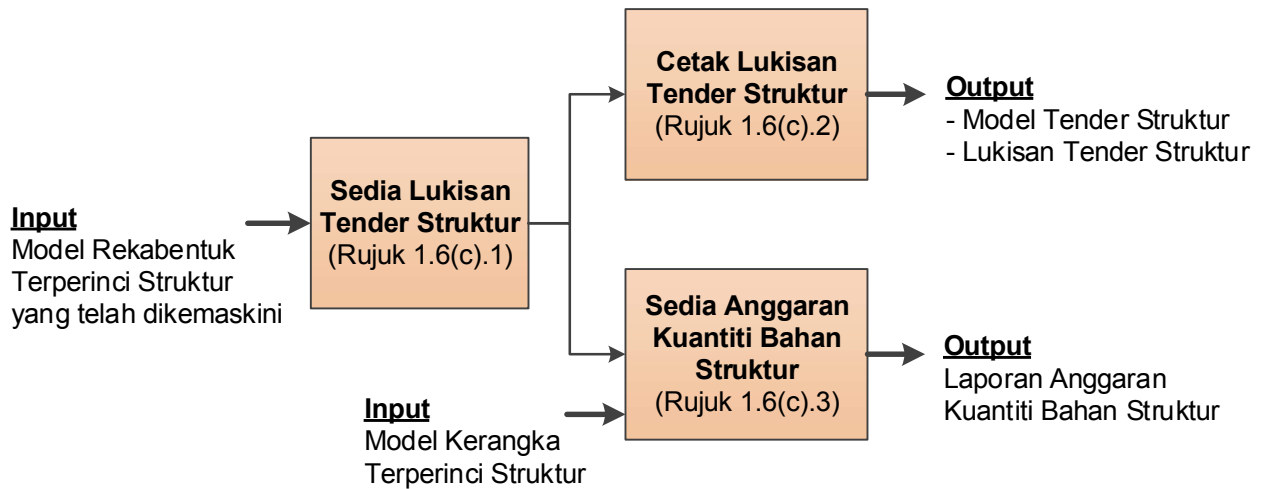 Input
Model Rekabentuk
Terperinci Struktur
yang telah dikemaskini
Sedia Lukisan
Tender Struktur
(Rujuk 1.6(c).1)
Cetak Lukisan
Tender Struktur
(Rujuk 1.6(c).2)
Output
- Model Tender Struktur
- Lukisan Tender Struktur
Input
Model Kerangka
Terperinci Struktur
Sedia Anggaran
Kuantiti Bahan
Struktur
(Rujuk 1.6(c).3)
Output
Laporan Anggaran
Kuantiti Bahan Struktur